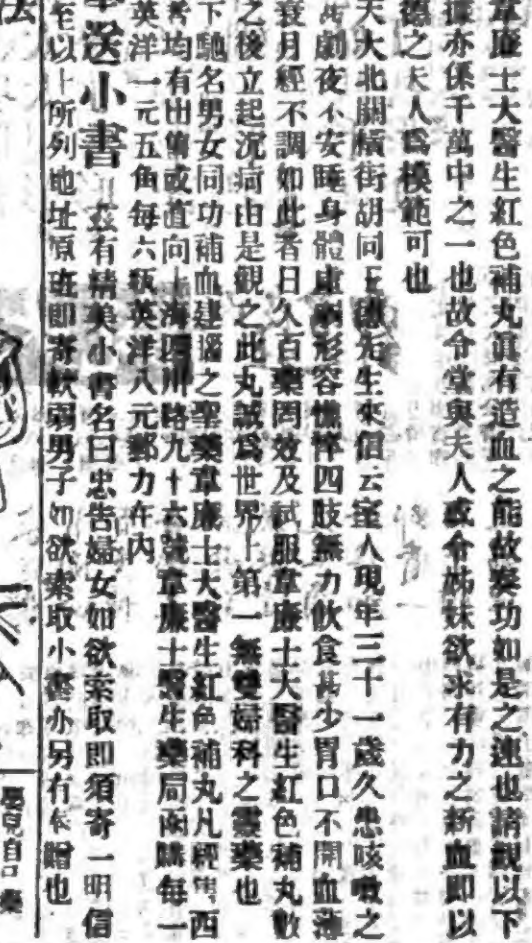 韋廉士大醫生紅色補丸眞有造血之能故奏功如是之速也請觀以下
據亦係千萬中之一也故令堂與夫人或令姊妹欲求有力之新血即以
德之夫人爲模範可也
天大北關橫街胡同王 先生來信云室人現年三十一歲久患咳嗽之
劇夜不安睡身體虛 形容憔悴四肢無力飲食甚少胃口不開血薄
衰月經不調如此者日久百藥罔效及試服韋廉士大醫生紅色補丸數
之後立起沉疴由是觀之此丸誠爲世界上第一無雙婦科之靈藥也
下馳名男女同功補血建 之聖藥韋廉士大醫生紅色補丸凡經 西
者均有出售或直向上海四川路九十六號韋廉士醫生藥局函購每一
英洋一元五角每六瓶英洋八元郵力在內
送小書
茲有精美小書名曰忠告婦女如欲索取即須寄一明信
至以上所列地址原班即寄軟弱男子如欲索取小書亦另有奉贈也